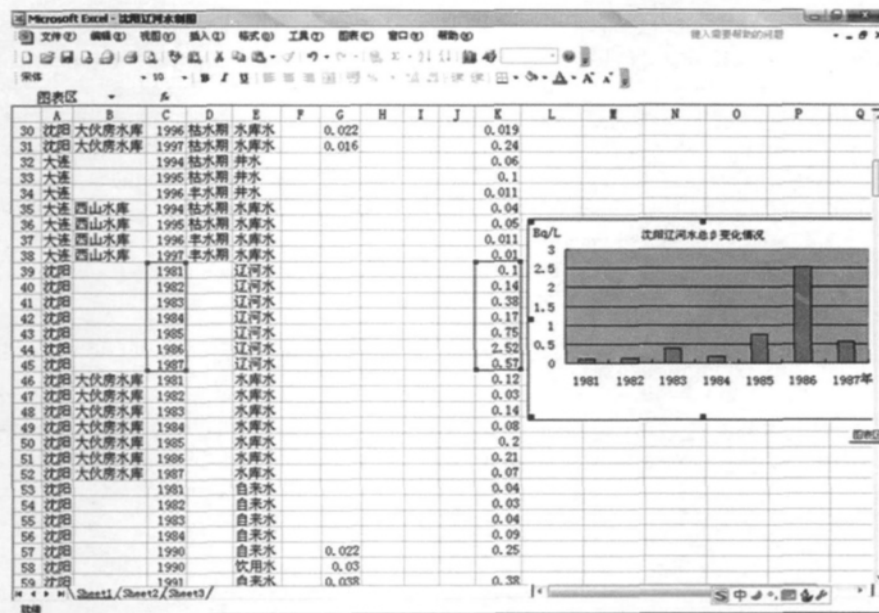 Microsoft Excel - 沈阳辽河水制图
文件(F) 编辑(E) 视图(V) 插入(I) 格式(O) 工具(T) 图表(C) 窗口(W) 帮助(H) 键入需要帮助的问题
宋体 10 B I U
图表区 fx
A B C D E F G H I J K L M N O P Q
30 沈阳 大伙房水库 1996 枯水期 水库水 0.022 0.019
31 沈阳 大伙房水库 1997 枯水期 水库水 0.016 0.24
32 大连 1994 枯水期 井水 0.06
33 大连 1995 枯水期 井水 0.1
34 大连 1996 丰水期 井水 0.011
35 大连 西山水库 1994 枯水期 水库水 0.04
36 大连 西山水库 1995 枯水期 水库水 0.05
37 大连 西山水库 1996 丰水期 水库水 0.011
38 大连 西山水库 1997 丰水期 水库水 0.01
39 沈阳 1981 辽河水 0.1
40 沈阳 1982 辽河水 0.14
41 沈阳 1983 辽河水 0.38
42 沈阳 1984 辽河水 0.17
43 沈阳 1985 辽河水 0.75
44 沈阳 1986 辽河水 2.52
45 沈阳 1987 辽河水 0.57
46 沈阳 大伙房水库 1981 水库水 0.12
47 沈阳 大伙房水库 1982 水库水 0.03
48 沈阳 大伙房水库 1983 水库水 0.14
49 沈阳 大伙房水库 1984 水库水 0.08
50 沈阳 大伙房水库 1985 水库水 0.2
51 沈阳 大伙房水库 1986 水库水 0.21
52 沈阳 大伙房水库 1987 水库水 0.07
53 沈阳 1981 自来水 0.04
54 沈阳 1982 自来水 0.03
55 沈阳 1983 自来水 0.04
56 沈阳 1984 自来水 0.09
57 沈阳 1990 自来水 0.022 0.25
58 沈阳 1990 饮用水 0.03
59 沈阳 1991 自来水 0.038 0.38
Eq/L 沈阳辽河水总β变化情况
3
2.5
2
1.5
1
0.5
0
1981 1982 1983 1984 1985 1986 1987年
图表区
Sheet1/Sheet2/Sheet3/
中
就绪